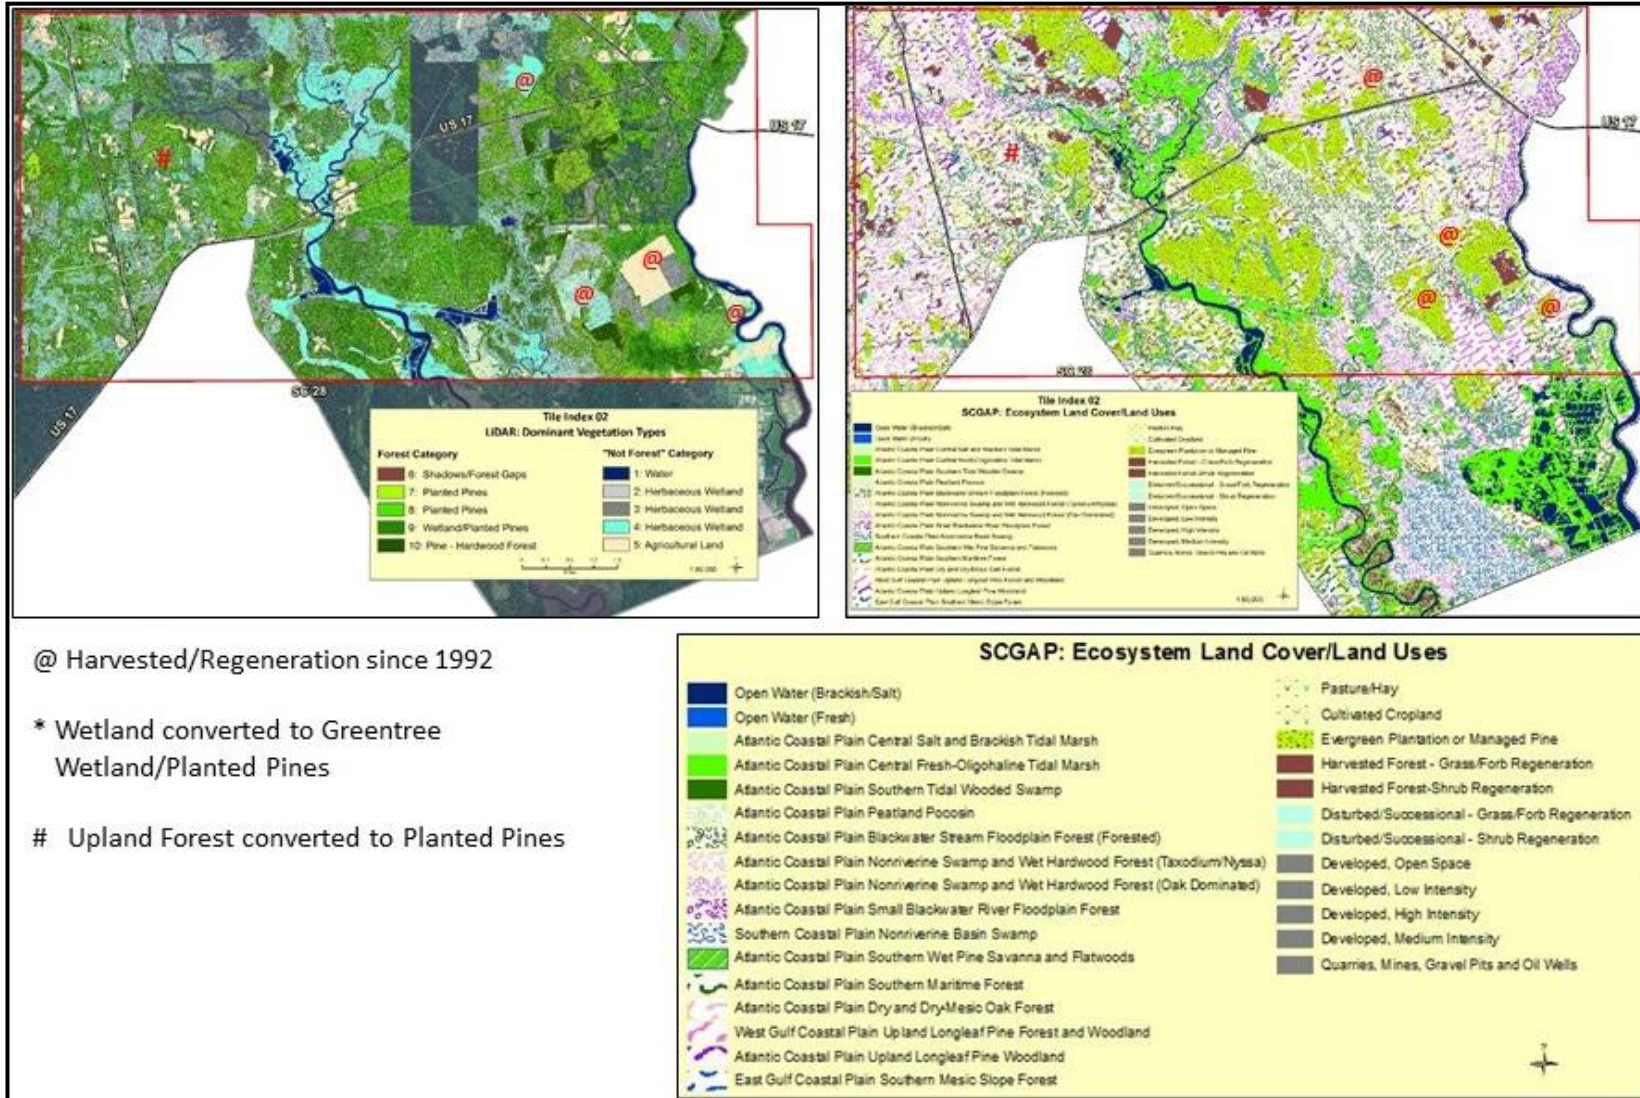 @
US 17
US 17
#
@
@
@
SC 28
US 17
Tile Index 02
LiDAR: Dominant Vegetation Types
Forest Category
6: Shadows/Forest Gaps
7: Planted Pines
8: Planted Pines
9: Wetland/Planted Pines
10: Pine - Hardwood Forest
"Not Forest" Category
1: Water
2: Herbaceous Wetland
3: Herbaceous Wetland
4: Herbaceous Wetland
5: Agricultural Land
@
US 17
#
@
@
@
SC 28
Tile Index 02
SCGAP: Ecosystem Land Cover/Land Uses
@ Harvested/Regeneration since 1992
* Wetland converted to Greentree
Wetland/Planted Pines
# Upland Forest converted to Planted Pines
SCGAP: Ecosystem Land Cover/Land Uses
Open Water (Brackish/Salt)
Open Water (Fresh)
Atlantic Coastal Plain Central Salt and Brackish Tidal Marsh
Atlantic Coastal Plain Central Fresh-Oligohaline Tidal Marsh
Atlantic Coastal Plain Southern Tidal Wooded Swamp
Atlantic Coastal Plain Peatland Pocosin
Atlantic Coastal Plain Blackwater Stream Floodplain Forest (Forested)
Atlantic Coastal Plain Nonriverine Swamp and Wet Hardwood Forest (Taxodium/Nyssa)
Atlantic Coastal Plain Nonriverine Swamp and Wet Hardwood Forest (Oak Dominated)
Atlantic Coastal Plain Small Blackwater River Floodplain Forest
Southern Coastal Plain Nonriverine Basin Swamp
Atlantic Coastal Plain Southern Wet Pine Savanna and Flatwoods
Atlantic Coastal Plain Southern Maritime Forest
Atlantic Coastal Plain Dry and Dry-Mesic Oak Forest
West Gulf Coastal Plain Upland Longleaf Pine Forest and Woodland
Atlantic Coastal Plain Upland Longleaf Pine Woodland
East Gulf Coastal Plain Southern Mesic Slope Forest
Pasture/Hay
Cultivated Cropland
Evergreen Plantation or Managed Pine
Harvested Forest - Grass/Forb Regeneration
Harvested Forest-Shrub Regeneration
Disturbed/Successional - Grass/Forb Regeneration
Disturbed/Successional - Shrub Regeneration
Developed, Open Space
Developed, Low Intensity
Developed, High Intensity
Developed, Medium Intensity
Quarries, Mines, Gravel Pits and Oil Wells